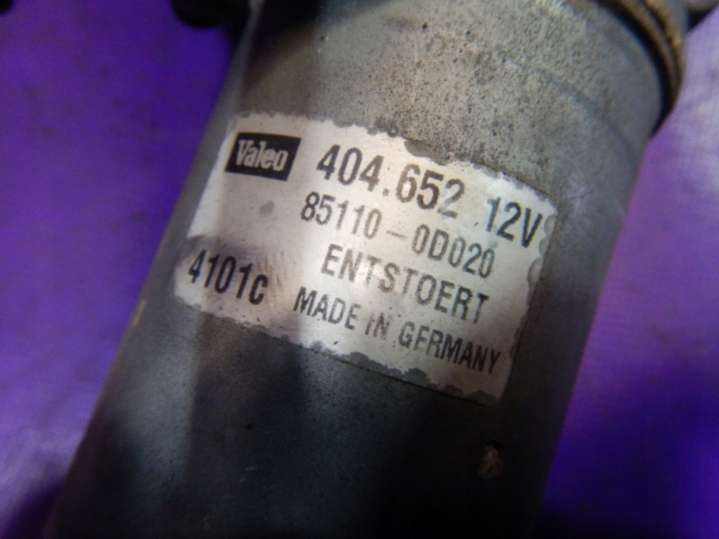 Valeo 404.652 12V
85110-0D020
ENTSTOERT
4101c MADE IN GERMANY